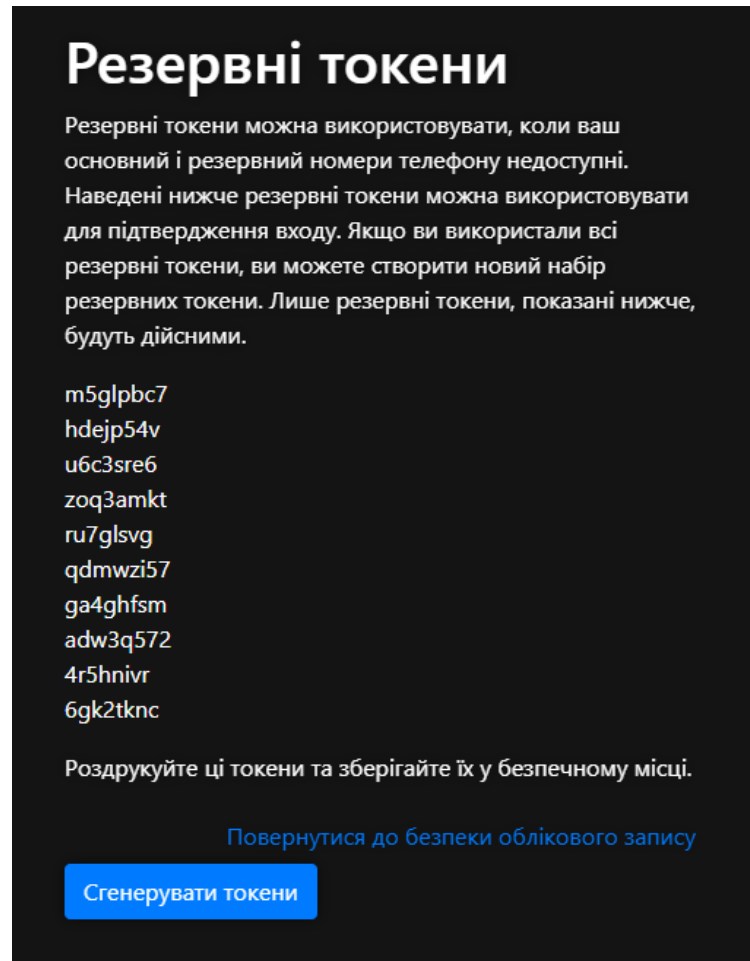 Резервні токени
Резервні токени можна використовувати, коли ваш
основний і резервний номери телефону недоступні.
Наведені нижче резервні токени можна використовувати
для підтвердження входу. Якщо ви використали всі
резервні токени, ви можете створити новий набір
резервних токени. Лише резервні токени, показані нижче,
будуть дійсними.
m5glpbc7
hdejp54v
u6c3sre6
zoq3amkt
ru7glsvg
qdmwzi57
ga4ghfsm
adw3q572
4r5hnivr
6gk2tknc
Роздрукуйте ці токени та зберігайте їх у безпечному місці.
Повернутися до безпеки облікового запису
Сгенерувати токени